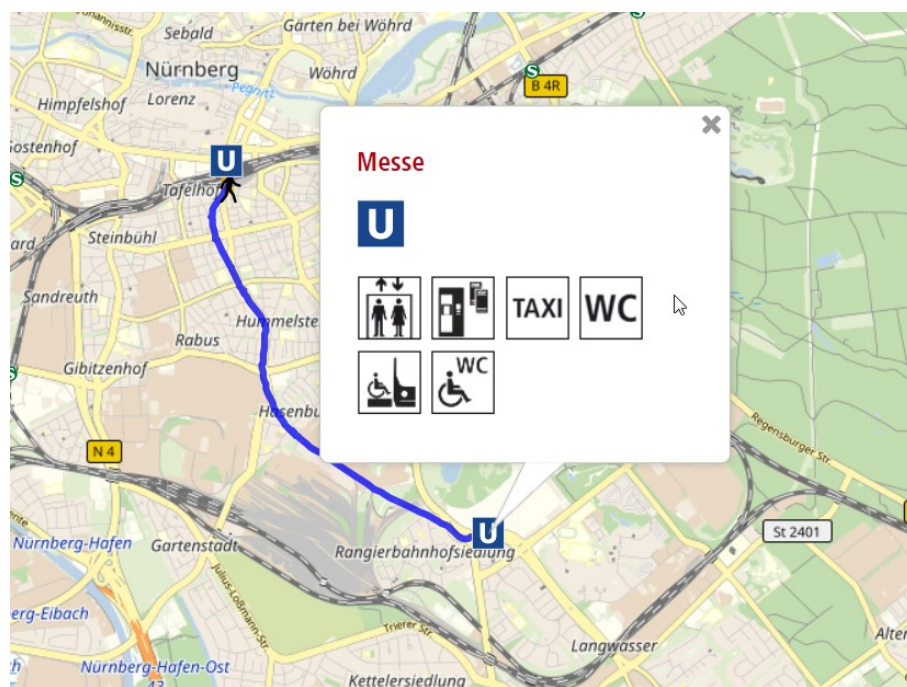 Sebald
Gärten bei Wöhrd
Nürnberg
Wöhrd
Pegnitz
B 4R
Himpfelshof
Lorenz
Gostenhof
U
Tafelhof
Steinbühl
Sandreuth
Hummelste
Rabus
Gibitzenhof
Hasenbu
N 4
Messe
U
TAXI
WC
WC
Regensburger Str.
U
St 2401
Nürnberg-Hafen
Gartenstadt
Rangierbahnhofsiedlung
Julius-Loßmann-Str
erg-Eibach
Trierer Str.
Langwasser
Alten
Nürnberg-Hafen-Ost
43
Kettelersiedlung